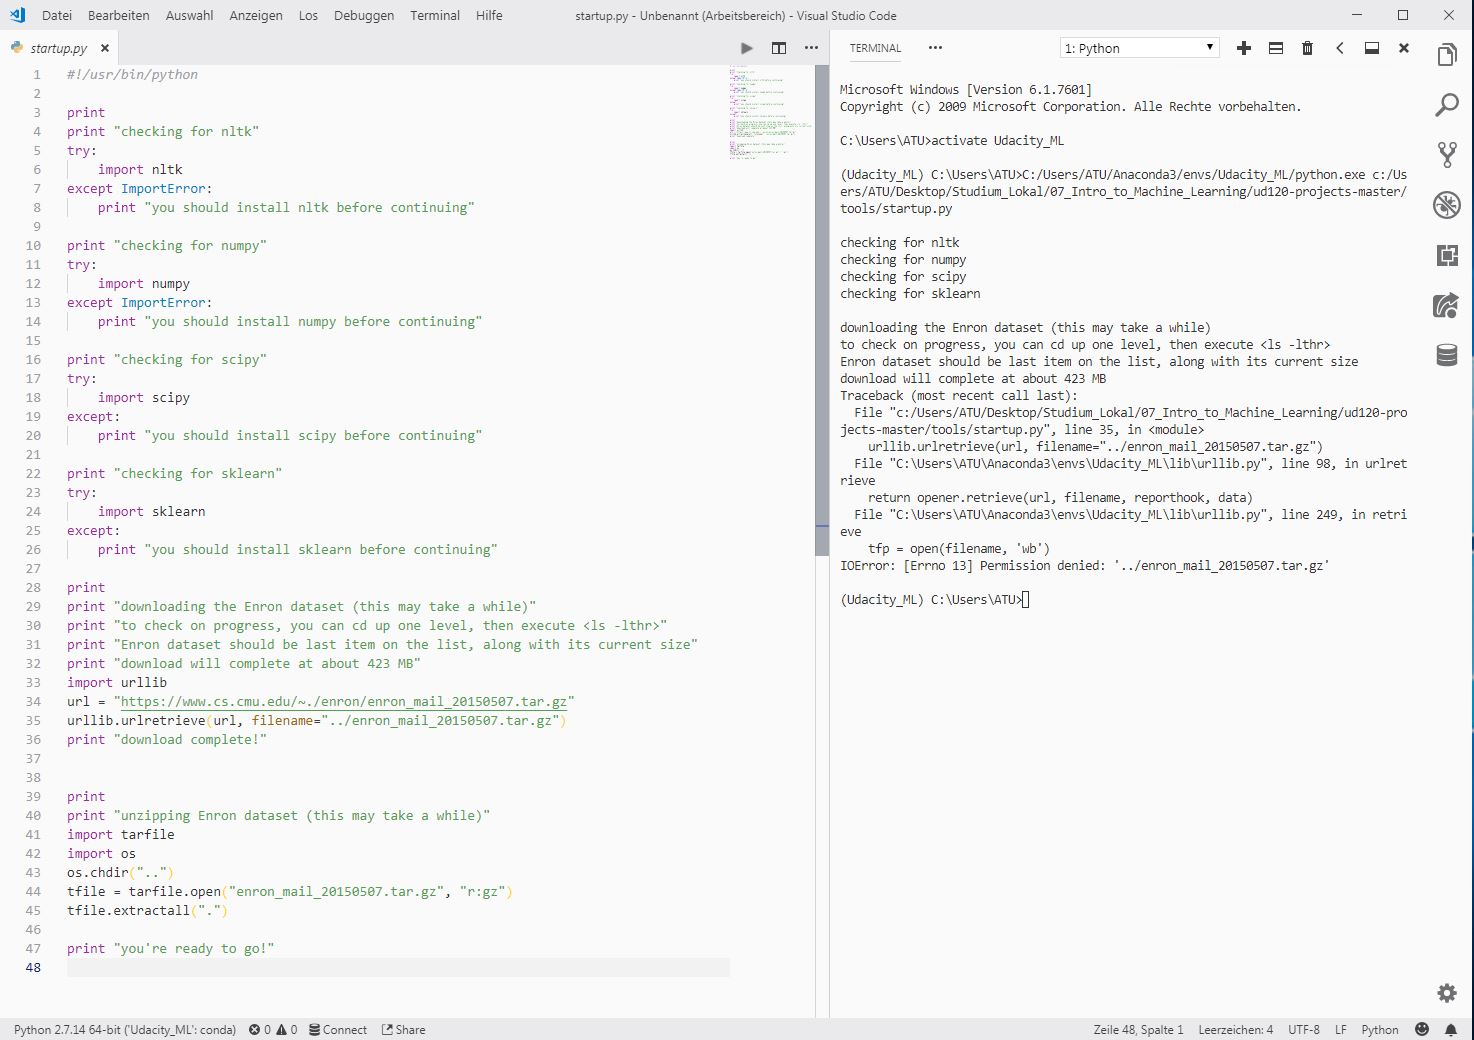 Datei Bearbeiten Auswahl Anzeigen Los Debuggen Terminal Hilfe startup.py - Unbenannt (Arbeitsbereich) - Visual Studio Code
startup.py
1 #!/usr/bin/python
2
3 print
4 print "checking for nltk"
5 try:
6 import nltk
7 except ImportError:
8 print "you should install nltk before continuing"
9
10 print "checking for numpy"
11 try:
12 import numpy
13 except ImportError:
14 print "you should install numpy before continuing"
15
16 print "checking for scipy"
17 try:
18 import scipy
19 except:
20 print "you should install scipy before continuing"
21
22 print "checking for sklearn"
23 try:
24 import sklearn
25 except:
26 print "you should install sklearn before continuing"
27
28 print
29 print "downloading the Enron dataset (this may take a while)"
30 print "to check on progress, you can cd up one level, then execute <ls -lthr>"
31 print "Enron dataset should be last item on the list, along with its current size"
32 print "download will complete at about 423 MB"
33 import urllib
34 url = "https://www.cs.cmu.edu/~./enron/enron_mail_20150507.tar.gz"
35 urllib.urlretrieve(url, filename="../enron_mail_20150507.tar.gz")
36 print "download complete!"
37
38
39 print
40 print "unzipping Enron dataset (this may take a while)"
41 import tarfile
42 import os
43 os.chdir("..")
44 tfile = tarfile.open("enron_mail_20150507.tar.gz", "r:gz")
45 tfile.extractall(".")
46
47 print "you're ready to go!"
48
TERMINAL 1: Python
Microsoft Windows [Version 6.1.7601]
Copyright (c) 2009 Microsoft Corporation. Alle Rechte vorbehalten.
C:\Users\ATU>activate Udacity_ML
(Udacity_ML) C:\Users\ATU>C:/Users/ATU/Anaconda3/envs/Udacity_ML/python.exe c:/Us
ers/ATU/Desktop/Studium_Lokal/07_Intro_to_Machine_Learning/ud120-projects-master/
tools/startup.py
checking for nltk
checking for numpy
checking for scipy
checking for sklearn
downloading the Enron dataset (this may take a while)
to check on progress, you can cd up one level, then execute <ls -lthr>
Enron dataset should be last item on the list, along with its current size
download will complete at about 423 MB
Traceback (most recent call last):
File "c:/Users/ATU/Desktop/Studium_Lokal/07_Intro_to_Machine_Learning/ud120-pro
jects-master/tools/startup.py", line 35, in <module>
urllib.urlretrieve(url, filename="../enron_mail_20150507.tar.gz")
File "C:\Users\ATU\Anaconda3\envs\Udacity_ML\lib\urllib.py", line 98, in urlret
rieve
return opener.retrieve(url, filename, reporthook, data)
File "C:\Users\ATU\Anaconda3\envs\Udacity_ML\lib\urllib.py", line 249, in retri
eve
tfp = open(filename, 'wb')
IOError: [Errno 13] Permission denied: '../enron_mail_20150507.tar.gz'
(Udacity_ML) C:\Users\ATU>
Python 2.7.14 64-bit ('Udacity_ML': conda) 0 0 Connect Share Zeile 48, Spalte 1 Leerzeichen: 4 UTF-8 LF Python